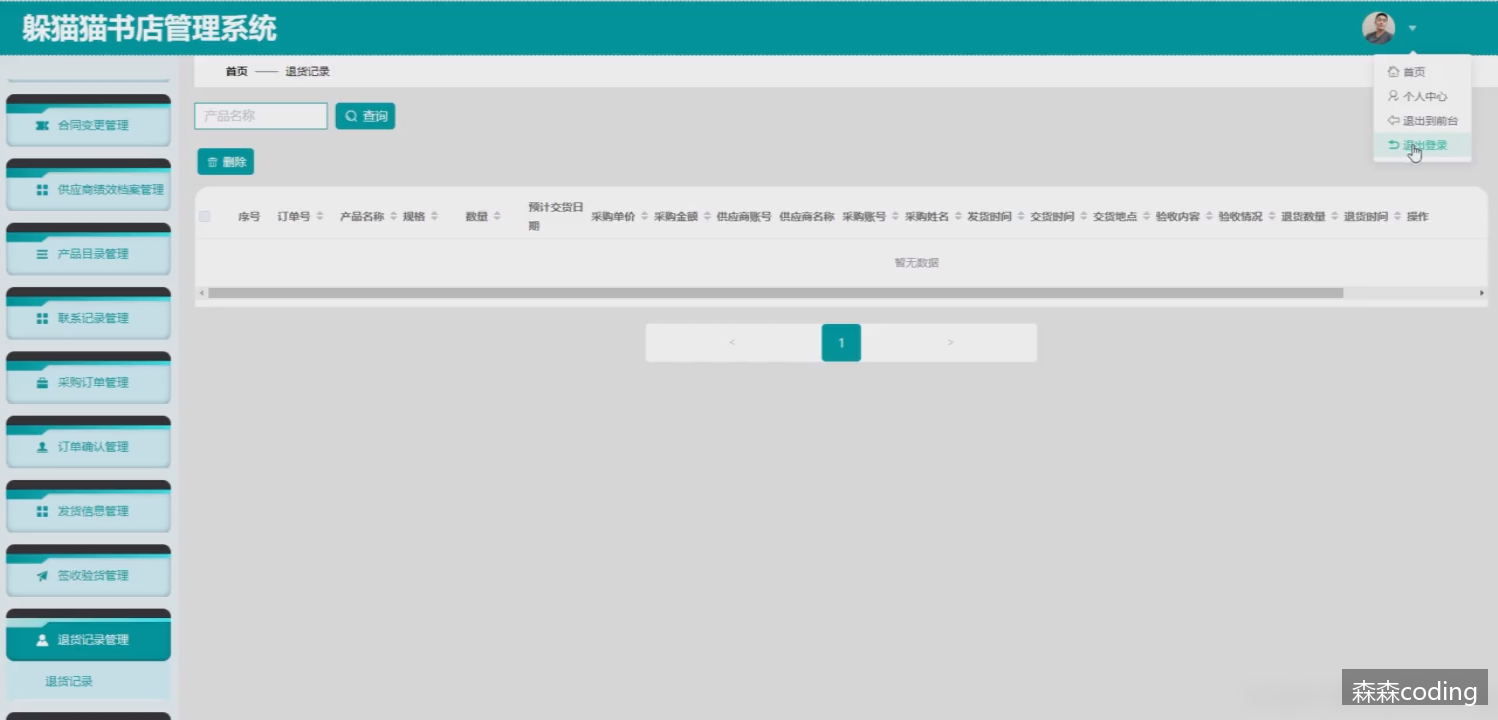 躲猫猫书店管理系统
首页
个人中心
退出到前台
退出登录
首页 —— 退货记录
产品名称 查询
删除
序号 订单号 产品名称 规格 数量 预计交货日期 采购单价 采购金额 供应商账号 供应商名称 采购账号 采购姓名 发货时间 交货时间 交货地点 验收内容 验收情况 退货数量 退货时间 操作
暂无数据
< 1 >
合同变更管理
供应商绩效档案管理
产品目录管理
联系记录管理
采购订单管理
订单确认管理
发货信息管理
签收验货管理
退货记录管理
退货记录
森森coding